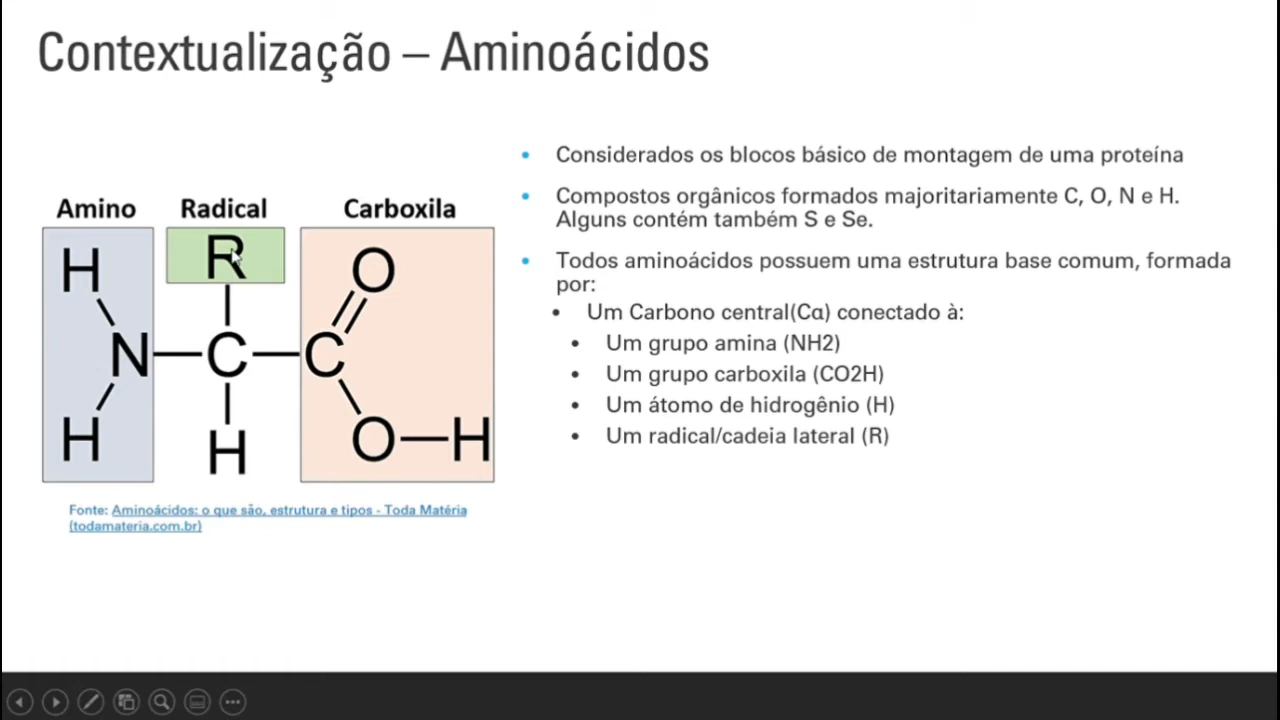 Contextualização – Aminoácidos
Amino
Radical
Carboxila
H
R
O
N
C
C
H
H
O
H
Fonte: Aminoácidos: o que são, estrutura e tipos - Toda Matéria
(todamateria.com.br)
Considerados os blocos básico de montagem de uma proteína
Compostos orgânicos formados majoritariamente C, O, N e H.
Alguns contém também S e Se.
Todos aminoácidos possuem uma estrutura base comum, formada
por:
Um Carbono central(Cα) conectado à:
Um grupo amina (NH2)
Um grupo carboxila (CO2H)
Um átomo de hidrogênio (H)
Um radical/cadeia lateral (R)